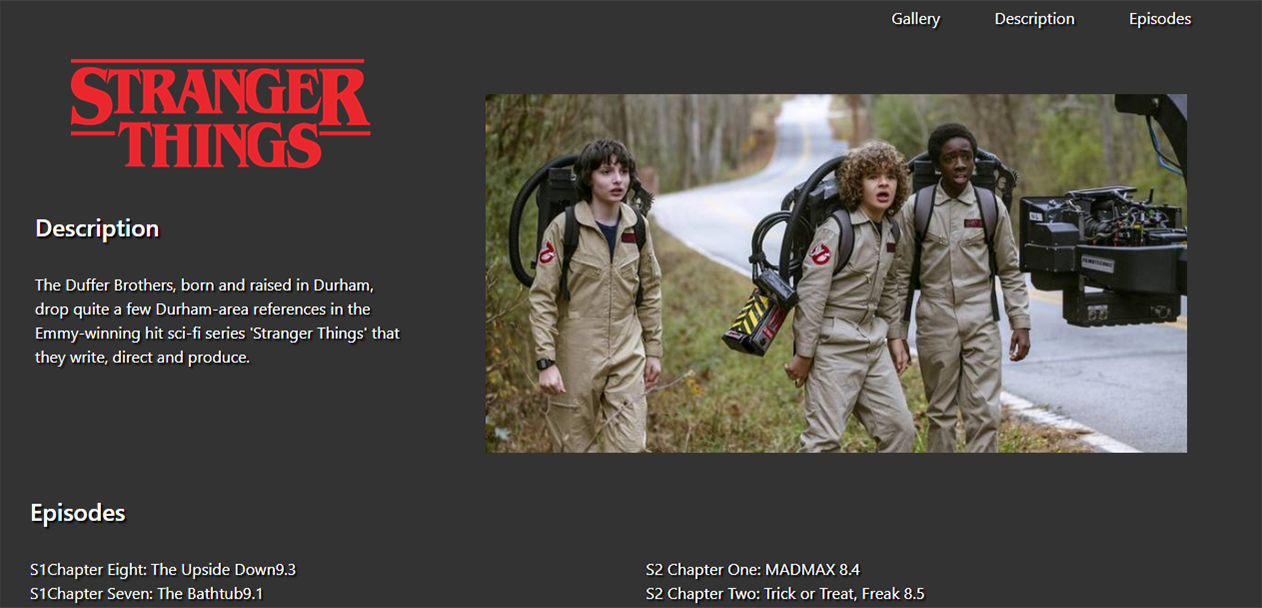 Gallery Description Episodes
STRANGER
THINGS
Description
The Duffer Brothers, born and raised in Durham,
drop quite a few Durham-area references in the
Emmy-winning hit sci-fi series 'Stranger Things' that
they write, direct and produce.
Episodes
S1Chapter Eight: The Upside Down9.3
S1Chapter Seven: The Bathtub9.1
S2 Chapter One: MADMAX 8.4
S2 Chapter Two: Trick or Treat, Freak 8.5